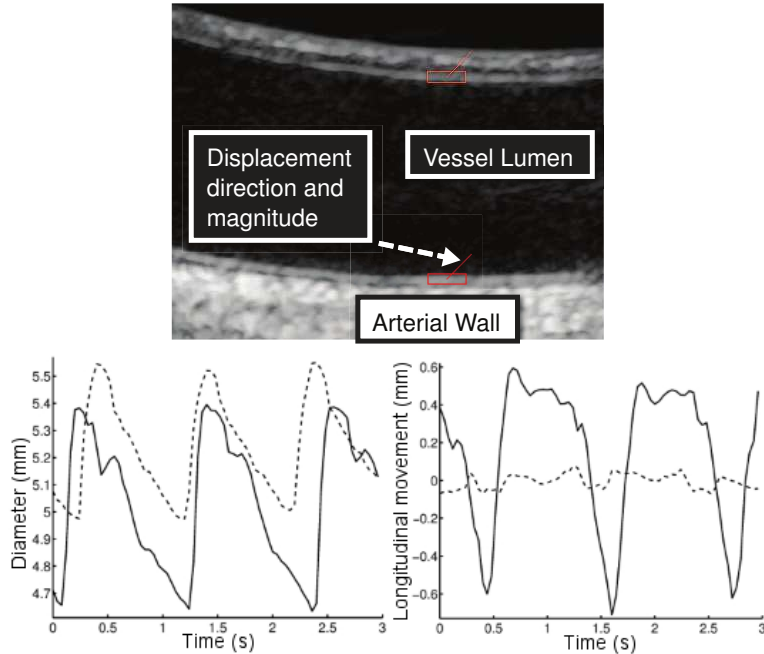 Displacement
direction and
magnitude
Vessel Lumen
Arterial Wall
Diameter (mm)
5.5
5.4
5.3
5.2
5.1
5
4.9
4.8
4.7
0 0.5 1 1.5 2 2.5 3
Time (s)
Longitudinal movement (mm)
0.6
0.4
0.2
0
−0.2
−0.4
−0.6
0 0.5 1 1.5 2 2.5 3
Time (s)